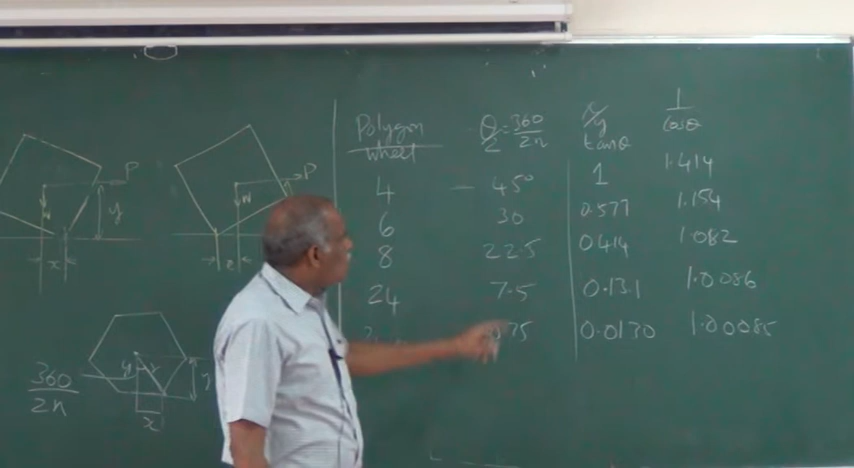 Polygon wheel
θ/2 = 360/2n
x/y tanθ
1/cosθ
4 — 45° 1 1.414
6 30 0.577 1.154
8 22.5 0.414 1.082
24 7.5 0.131 1.0086
0.0130 1.00085
P
W
y
x
P
W
x
360/2n
y
x